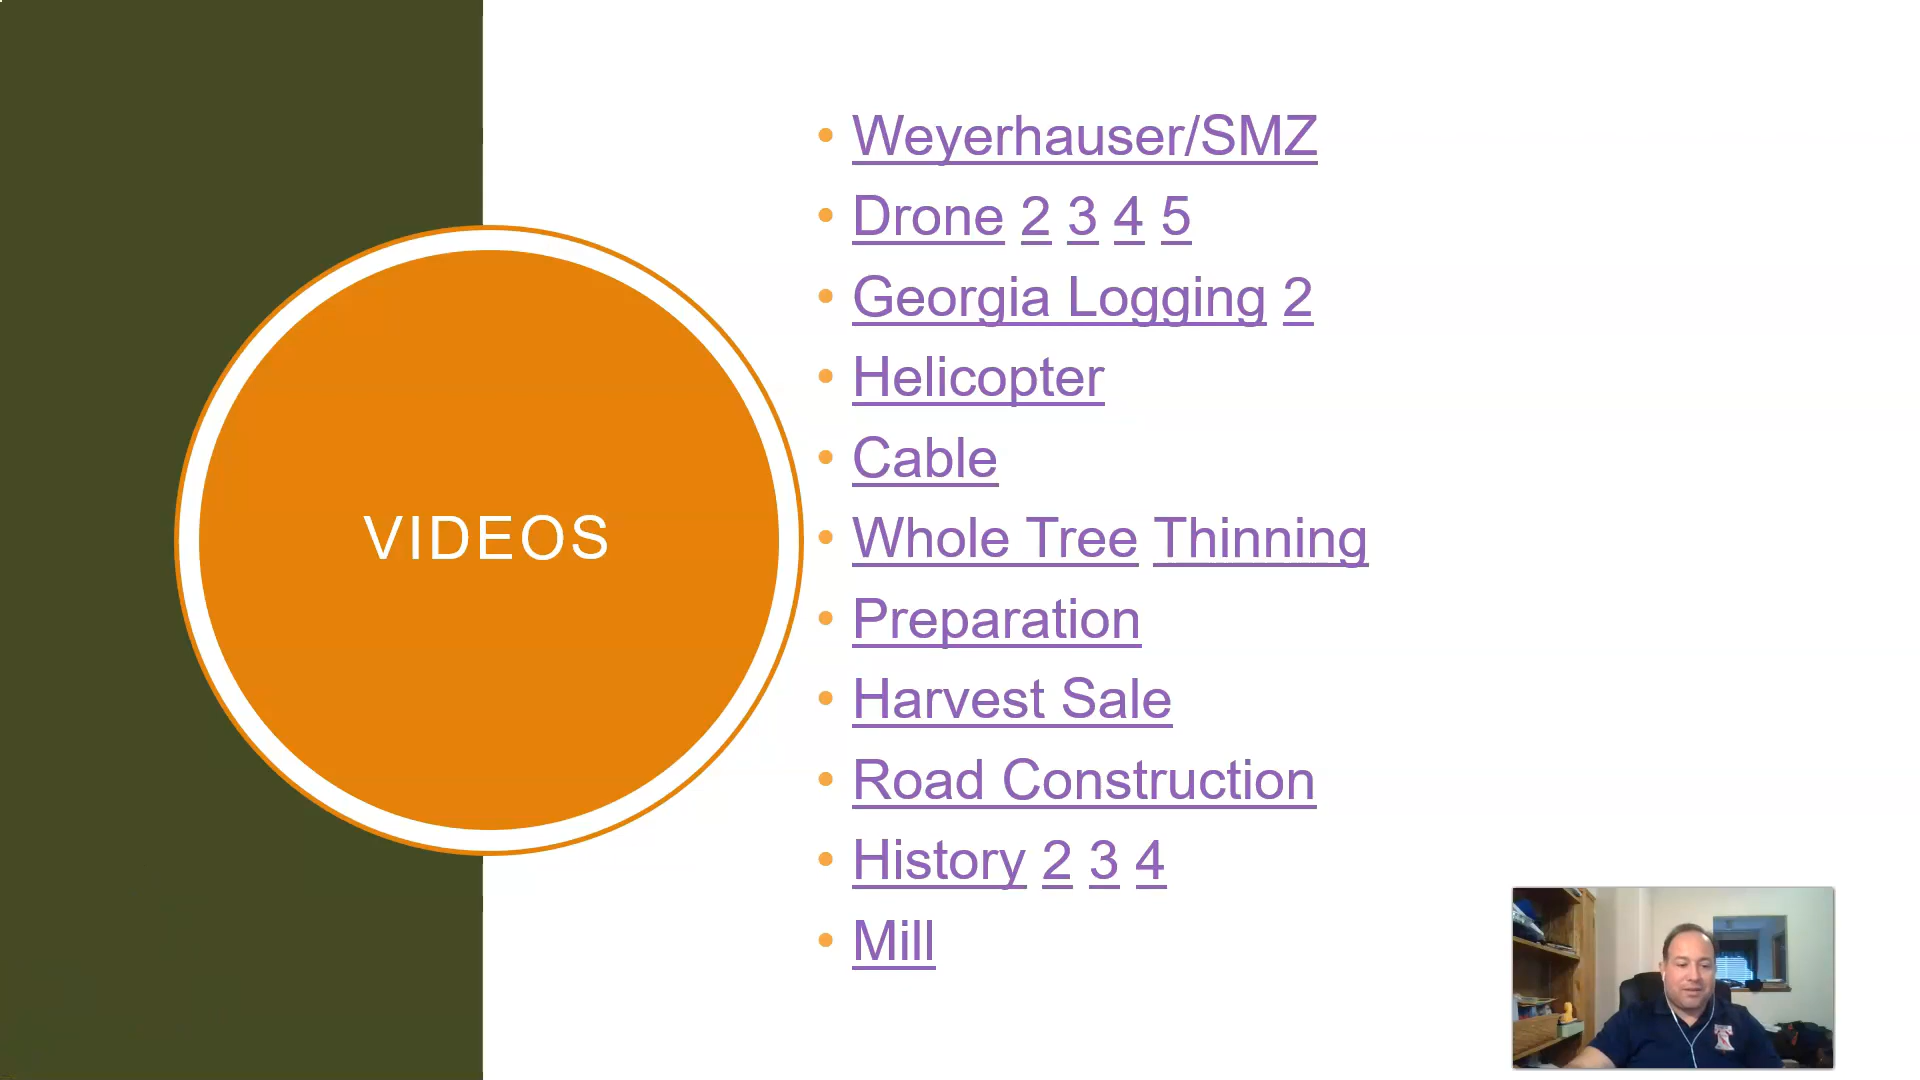 VIDEOS
Weyerhauser/SMZ
Drone 2 3 4 5
Georgia Logging 2
Helicopter
Cable
Whole Tree Thinning
Preparation
Harvest Sale
Road Construction
History 2 3 4
Mill